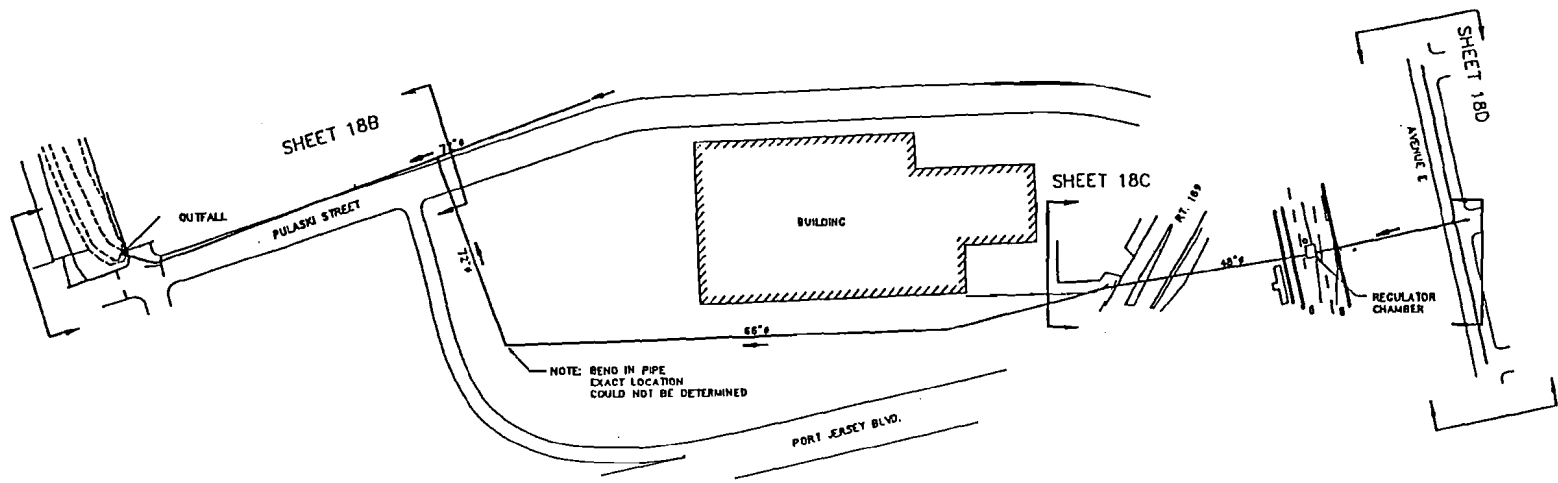 SHEET 18B
72"ø
OUTFALL
PULASKI STREET
72"ø
BUILDING
SHEET 18C
RT. 169
48"ø
REGULATOR
CHAMBER
AVENUE E
SHEET 18D
66"ø
NOTE: BEND IN PIPE
EXACT LOCATION
COULD NOT BE DETERMINED
PORT JERSEY BLVD.